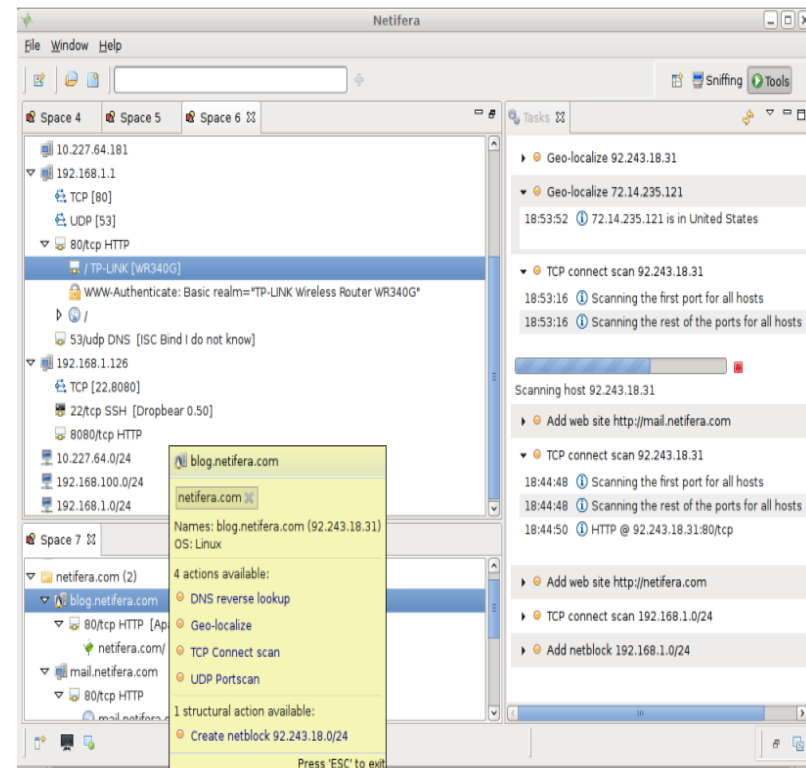 Netifera
File Window Help
Sniffing Tools
Space 4 Space 5 Space 6
10.227.64.181
192.168.1.1
TCP [80]
UDP [53]
80/tcp HTTP
/ TP-LINK [WR340G]
WWW-Authenticate: Basic realm="TP-LINK Wireless Router WR340G"
/
53/udp DNS [ISC Bind I do not know]
192.168.1.126
TCP [22,8080]
22/tcp SSH [Dropbear 0.50]
8080/tcp HTTP
10.227.64.0/24
192.168.100.0/24
192.168.1.0/24
Space 7
netifera.com (2)
blog.netifera.com
80/tcp HTTP
netifera.com/
mail.netifera.com
80/tcp HTTP
blog.netifera.com
netifera.com
Names: blog.netifera.com (92.243.18.31)
OS: Linux
4 actions available:
DNS reverse lookup
Geo-localize
TCP Connect scan
UDP Portscan
1 structural action available:
Create netblock 92.243.18.0/24
Press 'ESC' to exit
Tasks
Geo-localize 92.243.18.31
Geo-localize 72.14.235.121
18:53:52 72.14.235.121 is in United States
TCP connect scan 92.243.18.31
18:53:16 Scanning the first port for all hosts
18:53:16 Scanning the rest of the ports for all hosts
Scanning host 92.243.18.31
Add web site http://mail.netifera.com
TCP connect scan 92.243.18.31
18:44:48 Scanning the first port for all hosts
18:44:48 Scanning the rest of the ports for all hosts
18:44:50 HTTP @ 92.243.18.31:80/tcp
Add web site http://netifera.com
TCP connect scan 192.168.1.0/24
Add netblock 192.168.1.0/24